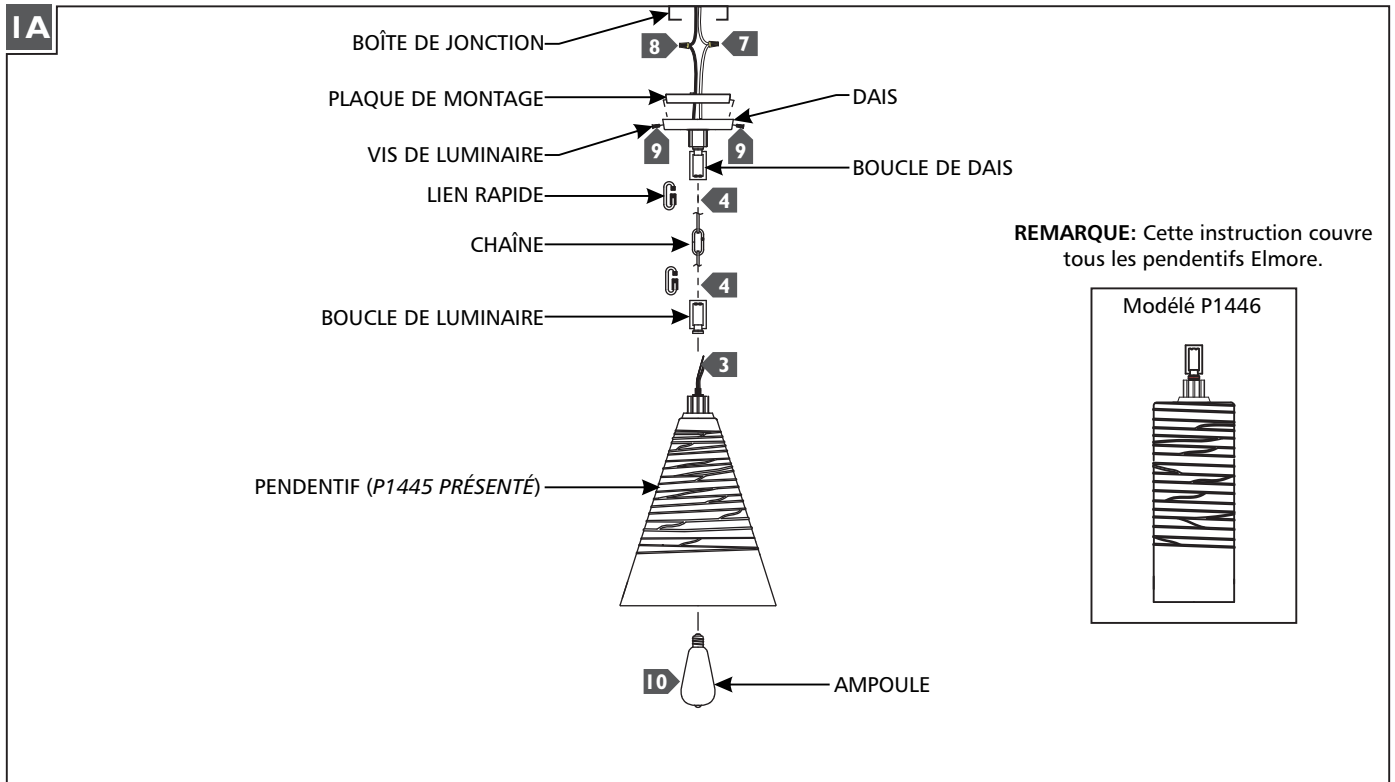 1A
BOÎTE DE JONCTION
8
7
PLAQUE DE MONTAGE
DAIS
VIS DE LUMINAIRE
9
9
BOUCLE DE DAIS
LIEN RAPIDE
4
CHAÎNE
4
BOUCLE DE LUMINAIRE
3
PENDENTIF (P1445 PRÉSENTÉ)
10
AMPOULE
REMARQUE: Cette instruction couvre
tous les pendentifs Elmore.
Modélé P1446